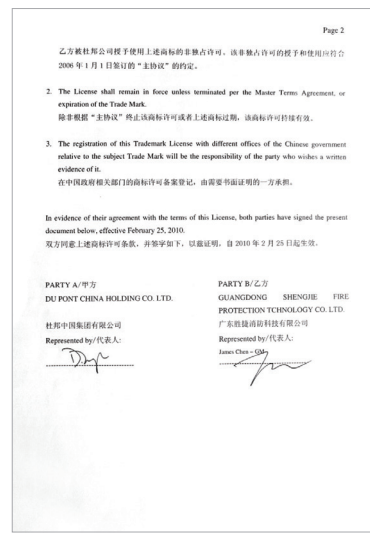 Page 2
乙方被杜邦公司授予使用上述商标的非独占许可。该非独占许可的授予和使用应符合
2006 年 1 月 1 日签订的“主协议”的约定。
2. The License shall remain in force unless terminated per the Master Terms Agreement, or
expiration of the Trade Mark.
除非根据“主协议”终止该商标许可或者上述商标过期，该商标许可持续有效。
3. The registration of this Trademark License with different offices of the Chinese government
relative to the subject Trade Mark will be the responsibility of the party who wishes a written
evidence of it.
在中国政府相关部门的商标许可备案登记，由需要书面证明的一方承担。
In evidence of their agreement with the terms of this License, both parties have signed the present
document below, effective February 25, 2010.
双方同意上述商标许可条款，并签字如下，以兹证明，自 2010 年 2 月 25 日起生效。
PARTY A/甲方
DU PONT CHINA HOLDING CO. LTD.
杜邦中国集团有限公司
Represented by/代表人:
PARTY B/乙方
GUANGDONG SHENGJIE FIRE
PROTECTION TCHNOLOGY CO. LTD.
广东胜捷消防科技有限公司
Represented by/代表人:
James Chen – GM